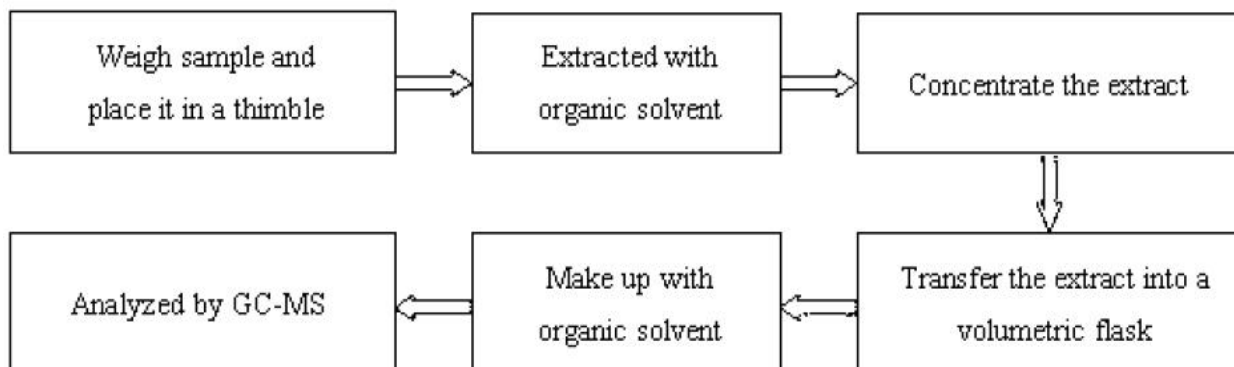 Weigh sample and
place it in a thimble
Extracted with
organic solvent
Concentrate the extract
Transfer the extract into a
volumetric flask
Make up with
organic solvent
Analyzed by GC-MS